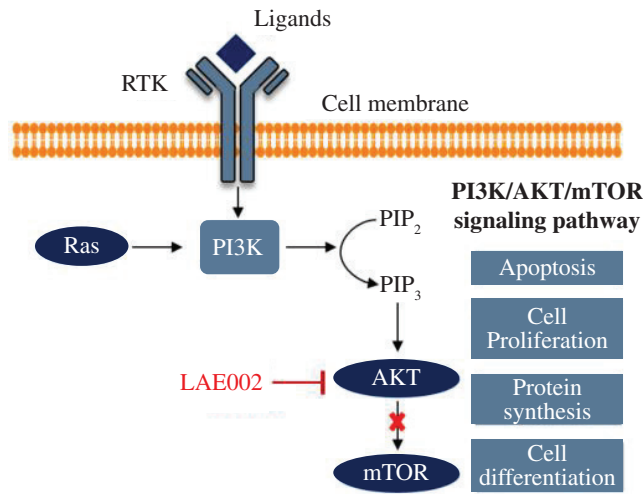 Ligands
RTK
Cell membrane
PI3K/AKT/mTOR
signaling pathway
Ras
PI3K
PIP2
PIP3
Apoptosis
Cell
Proliferation
LAE002
AKT
Protein
synthesis
mTOR
Cell
differentiation